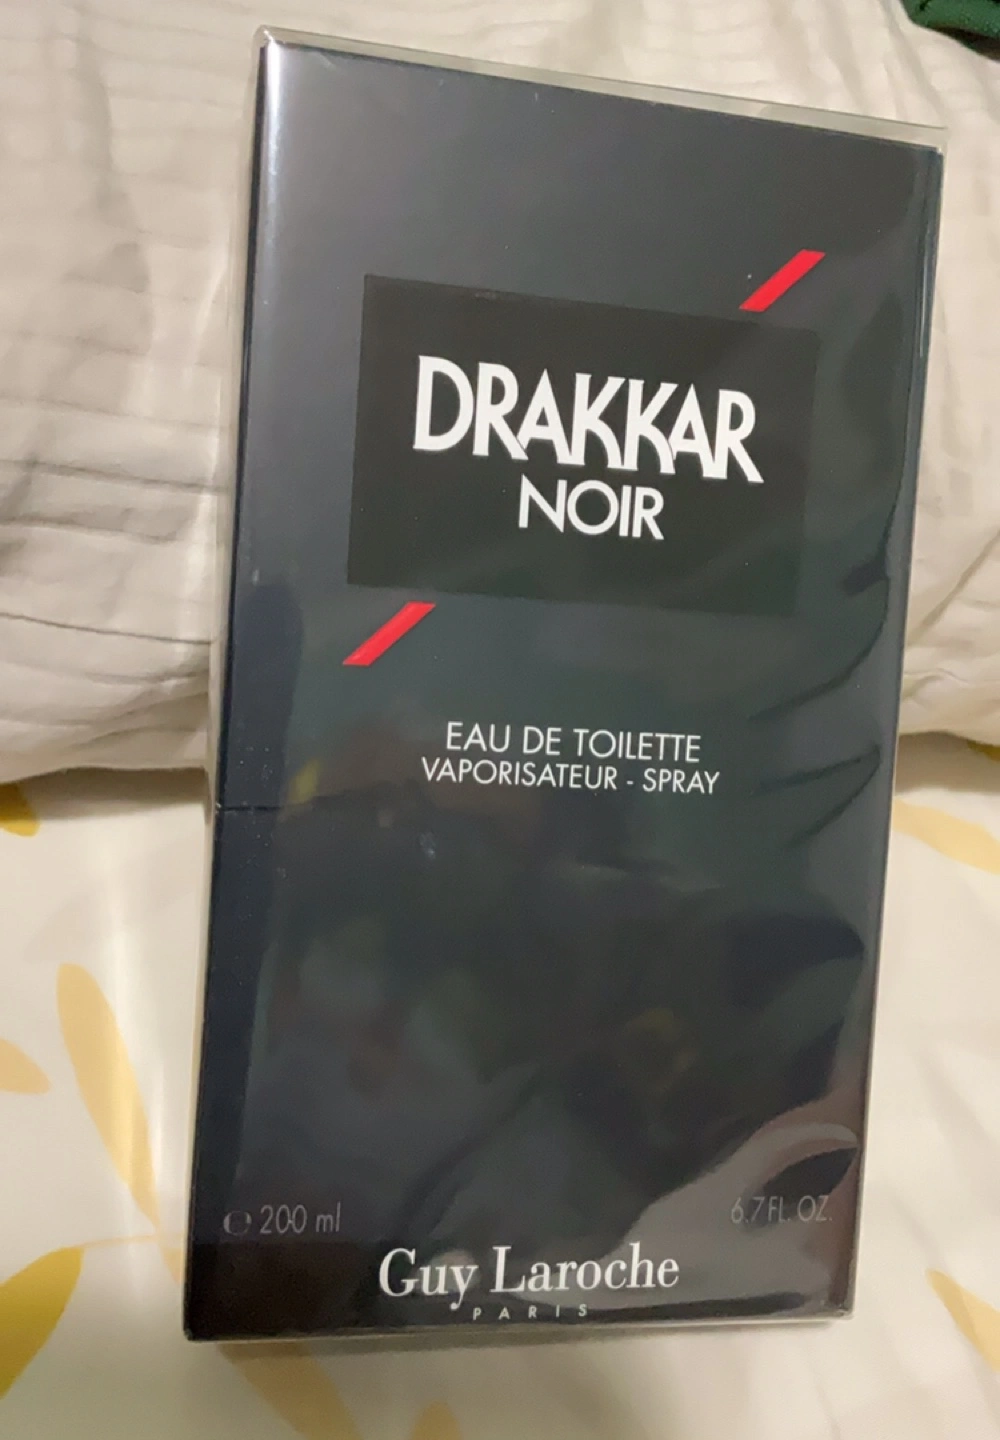 DRAKKAR
NOIR
EAU DE TOILETTE
VAPORISATEUR - SPRAY
℮ 200 ml
6.7 FL. OZ.
Guy Laroche
PARIS